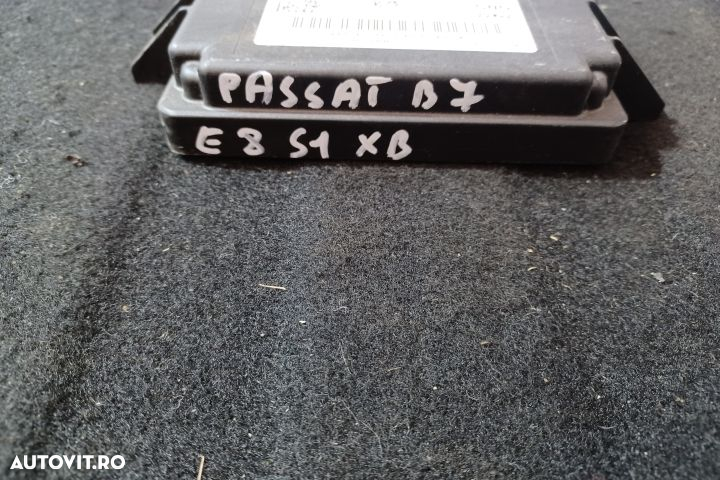 PASSAT B7
E8 S1 XB
AUTOVIT.RO